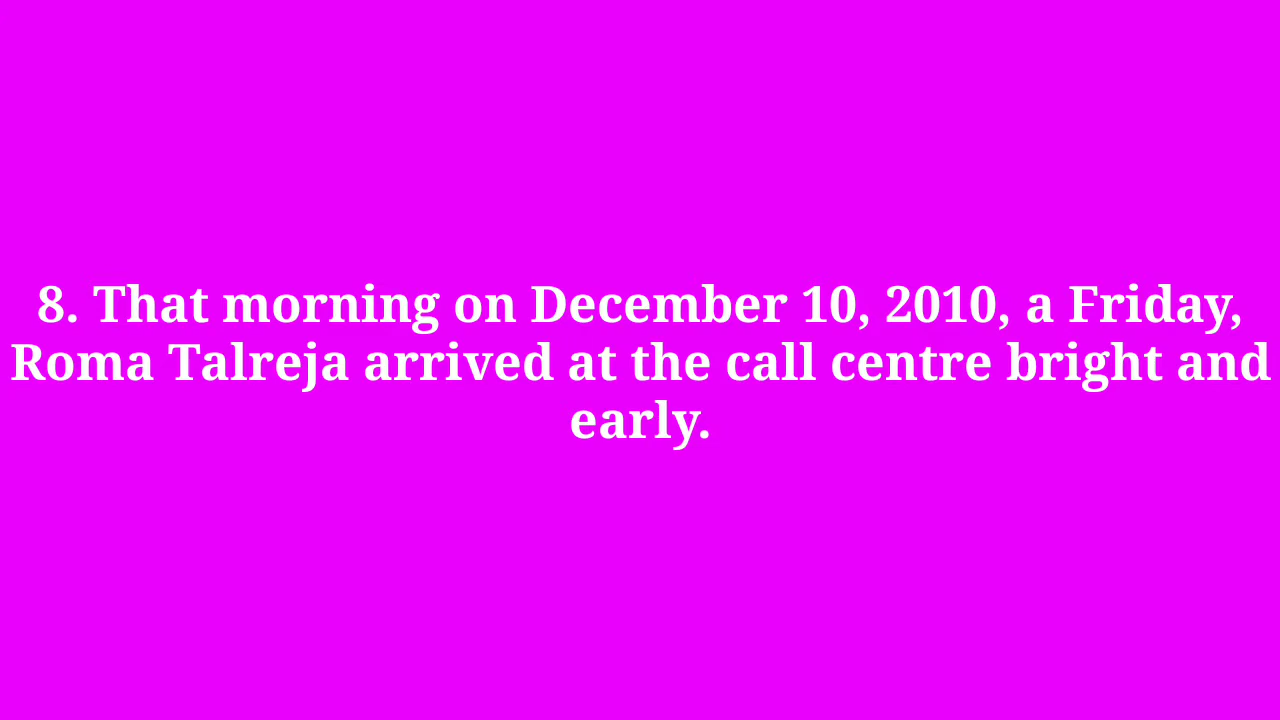 8. That morning on December 10, 2010, a Friday,
Roma Talreja arrived at the call centre bright and
early.